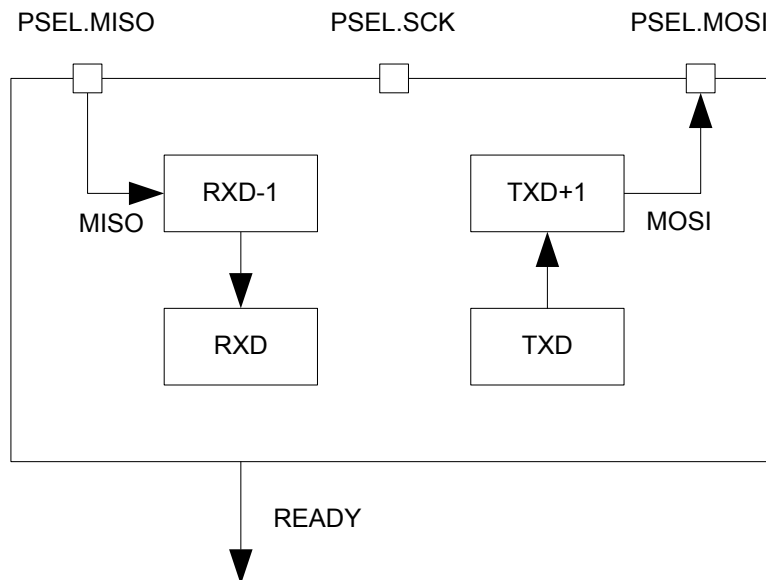 PSEL.MISO PSEL.SCK PSEL.MOSI
RXD-1 TXD+1
MISO MOSI
RXD TXD
READY